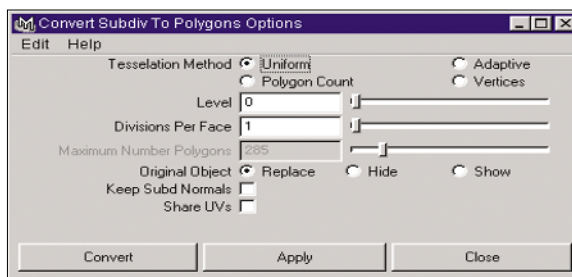 Convert Subdiv To Polygons Options
Edit Help
Tesselation Method Uniform Adaptive
Polygon Count Vertices
Level 0
Divisions Per Face 1
Maximum Number Polygons 285
Original Object Replace Hide Show
Keep Subd Normals
Share UVs
Convert Apply Close